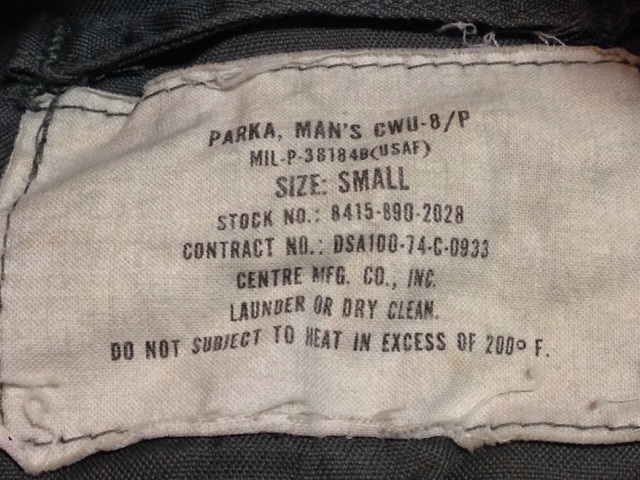 PARKA, MAN'S CWU-8/P
MIL-P-38184B(USAF)
SIZE: SMALL
STOCK NO.: 8415-890-2028
CONTRACT NO.: DSA100-74-C-0933
CENTRE MFG. CO., INC.
LAUNDER OR DRY CLEAN.
DO NOT SUBJECT TO HEAT IN EXCESS OF 200° F.